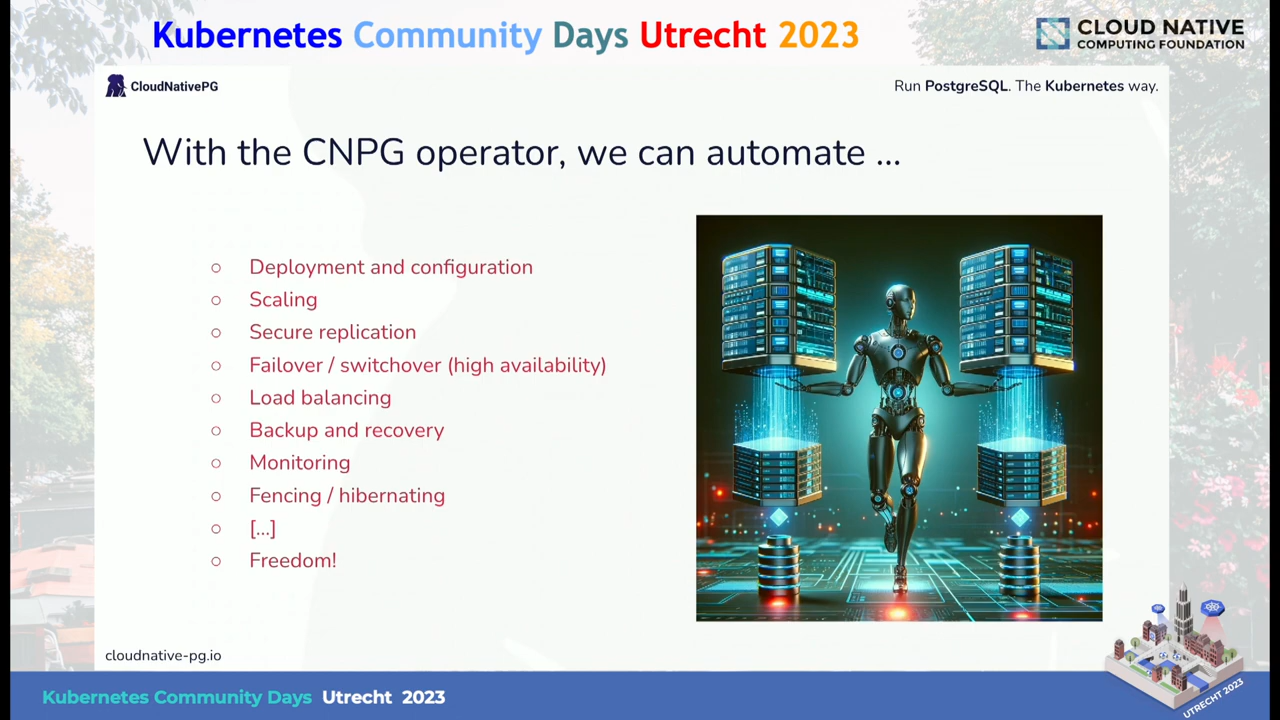 Kubernetes Community Days Utrecht 2023
CLOUD NATIVE
COMPUTING FOUNDATION
CloudNativePG
Run PostgreSQL. The Kubernetes way.
With the CNPG operator, we can automate ...
Deployment and configuration
Scaling
Secure replication
Failover / switchover (high availability)
Load balancing
Backup and recovery
Monitoring
Fencing / hibernating
[...]
Freedom!
cloudnative-pg.io
Kubernetes Community Days Utrecht 2023
UTRECHT 2023